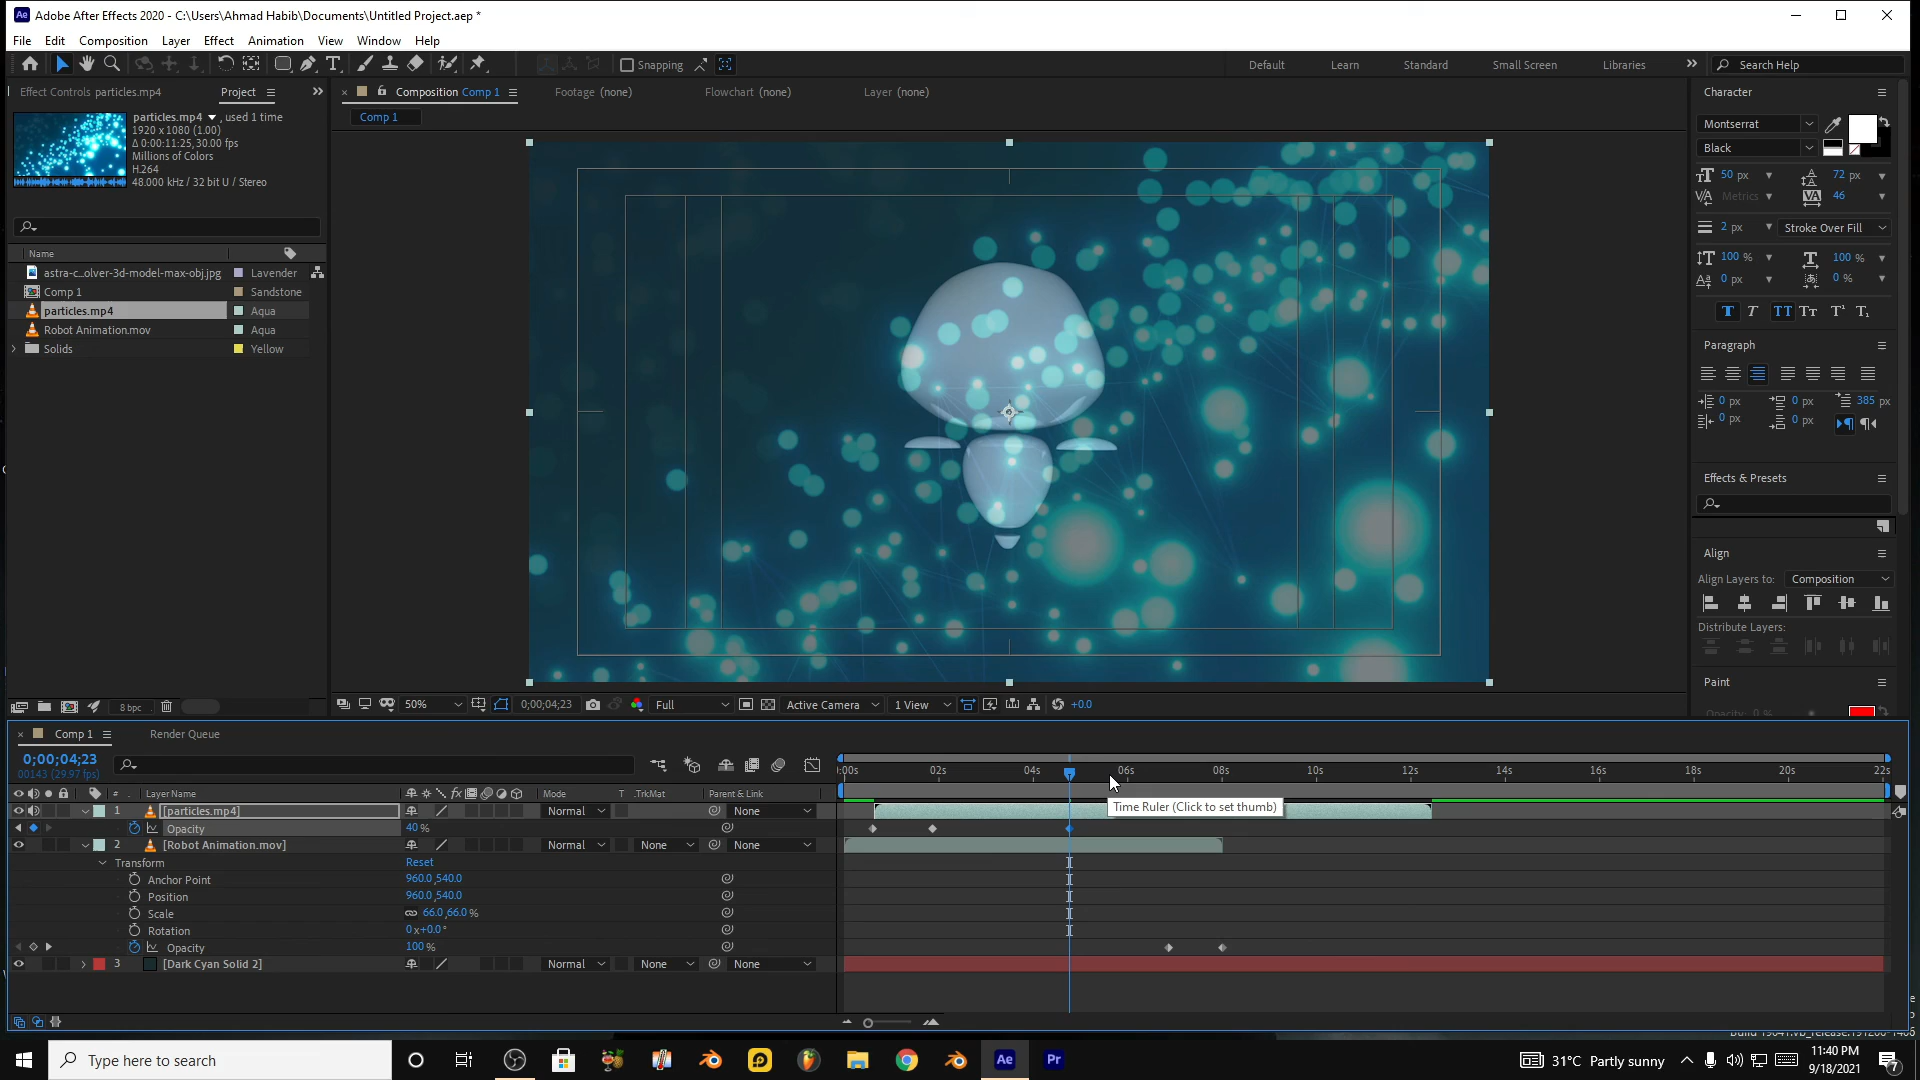 Adobe After Effects 2020 - C:\Users\Ahmad Habib\Documents\Untitled Project.aep *
File Edit Composition Layer Effect Animation View Window Help
Snapping
Default Learn Standard Small Screen Libraries
Search Help
Effect Controls particles.mp4
Project
Composition Comp 1
Footage (none)
Flowchart (none)
Layer (none)
Comp 1
particles.mp4 , used 1 time
1920 x 1080 (1.00)
Δ 0:00:11:25, 30.00 fps
Millions of Colors
H.264
48.000 kHz / 32 bit U / Stereo
Name
astra-c...olver-3d-model-max-obj.jpg Lavender
Comp 1 Sandstone
particles.mp4 Aqua
Robot Animation.mov Aqua
Solids Yellow
8 bpc
50%
0;00;04;23
Full
Active Camera
1 View
+0.0
Character
Montserrat
Black
50 px
72 px
Metrics
46
2 px
Stroke Over Fill
100 %
100 %
0 px
0 %
T T TT Tт T¹ T₁
Paragraph
0 px
0 px
385 px
0 px
0 px
Effects & Presets
Align
Align Layers to: Composition
Distribute Layers:
Paint
Opacity: 0 %
Comp 1
Render Queue
0;00;04;23
00143 (29.97 fps)
# Layer Name Mode T .TrkMat Parent & Link
:00s 02s 04s 06s 08s 10s 12s 14s 16s 18s 20s 22s
1 [particles.mp4] Normal None
Opacity 40 %
Time Ruler (Click to set thumb)
2 [Robot Animation.mov] Normal None None
Transform Reset
Anchor Point 960.0,540.0
Position 960.0,540.0
Scale 66.0,66.0 %
Rotation 0x+0.0°
Opacity 100 %
3 [Dark Cyan Solid 2] Normal None None
Type here to search
Ae
Pr
31°C Partly sunny
11:40 PM
9/18/2021
7